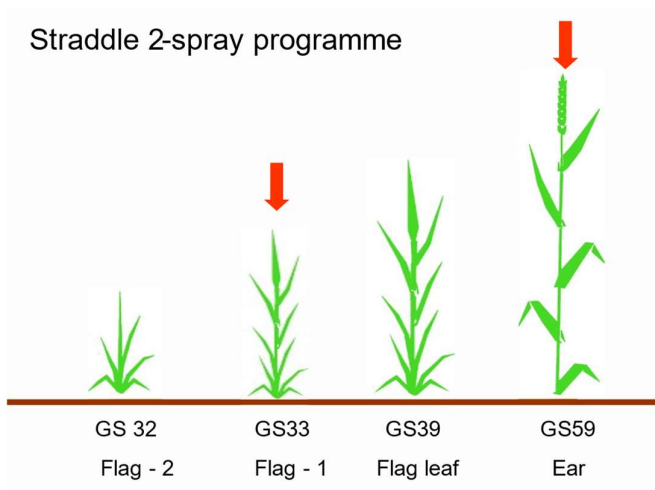 Straddle 2-spray programme
GS 32 GS33 GS39 GS59
Flag - 2 Flag - 1 Flag leaf Ear